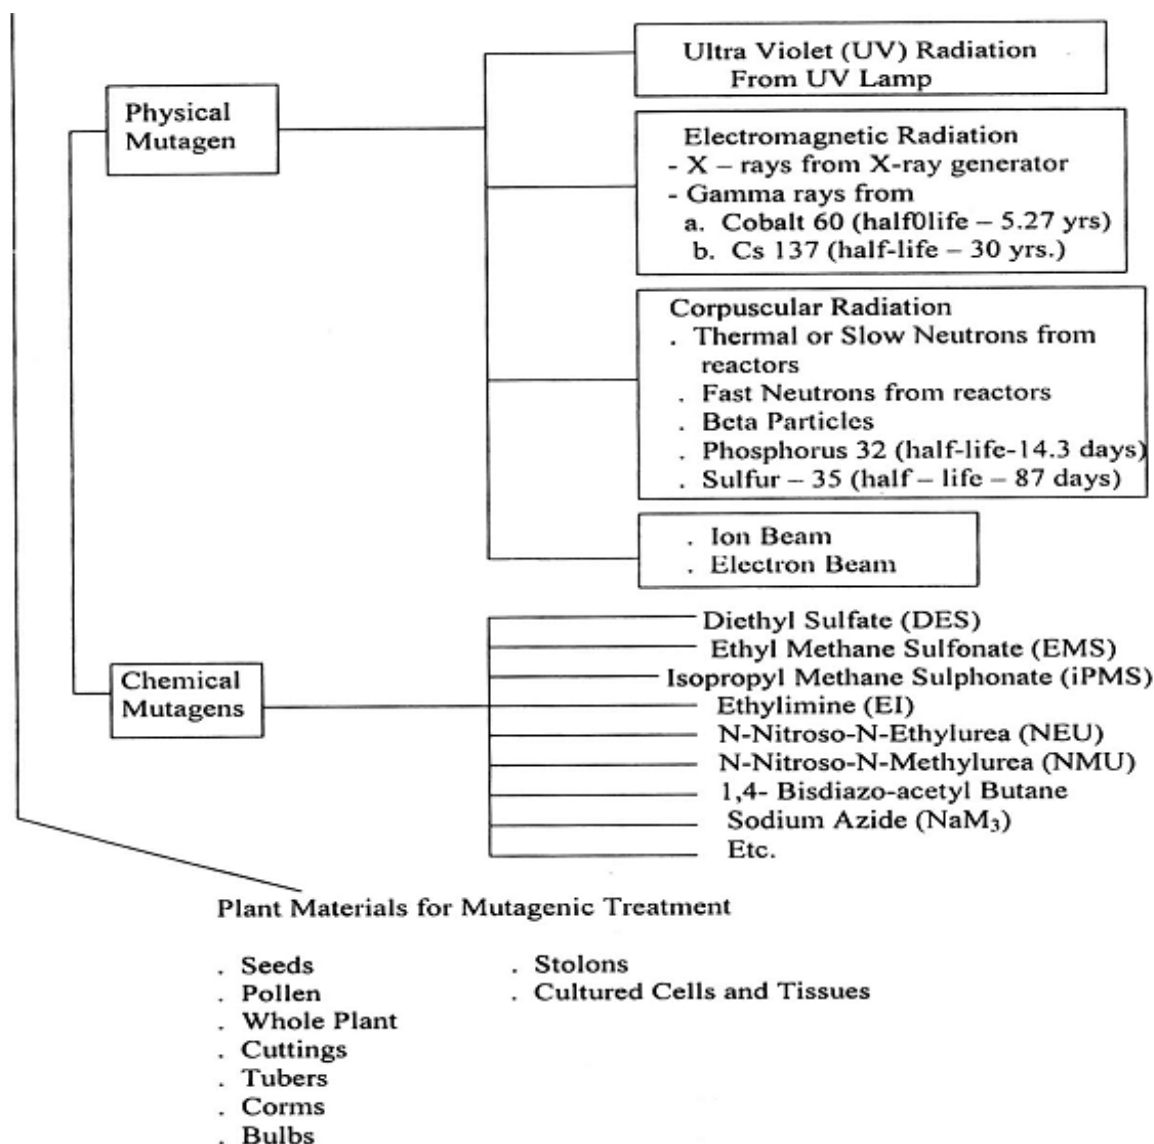 Physical
Mutagen
Ultra Violet (UV) Radiation
From UV Lamp
Electromagnetic Radiation
- X – rays from X-ray generator
- Gamma rays from
a. Cobalt 60 (half0life – 5.27 yrs)
b. Cs 137 (half-life – 30 yrs.)
Corpuscular Radiation
. Thermal or Slow Neutrons from
reactors
. Fast Neutrons from reactors
. Beta Particles
. Phosphorus 32 (half-life-14.3 days)
. Sulfur – 35 (half – life – 87 days)
. Ion Beam
. Electron Beam
Chemical
Mutagens
Diethyl Sulfate (DES)
Ethyl Methane Sulfonate (EMS)
Isopropyl Methane Sulphonate (iPMS)
Ethylimine (EI)
N-Nitroso-N-Ethylurea (NEU)
N-Nitroso-N-Methylurea (NMU)
1,4- Bisdiazo-acetyl Butane
Sodium Azide (NaM₃)
Etc.
Plant Materials for Mutagenic Treatment
. Seeds
. Pollen
. Whole Plant
. Cuttings
. Tubers
. Corms
. Bulbs
. Stolons
. Cultured Cells and Tissues